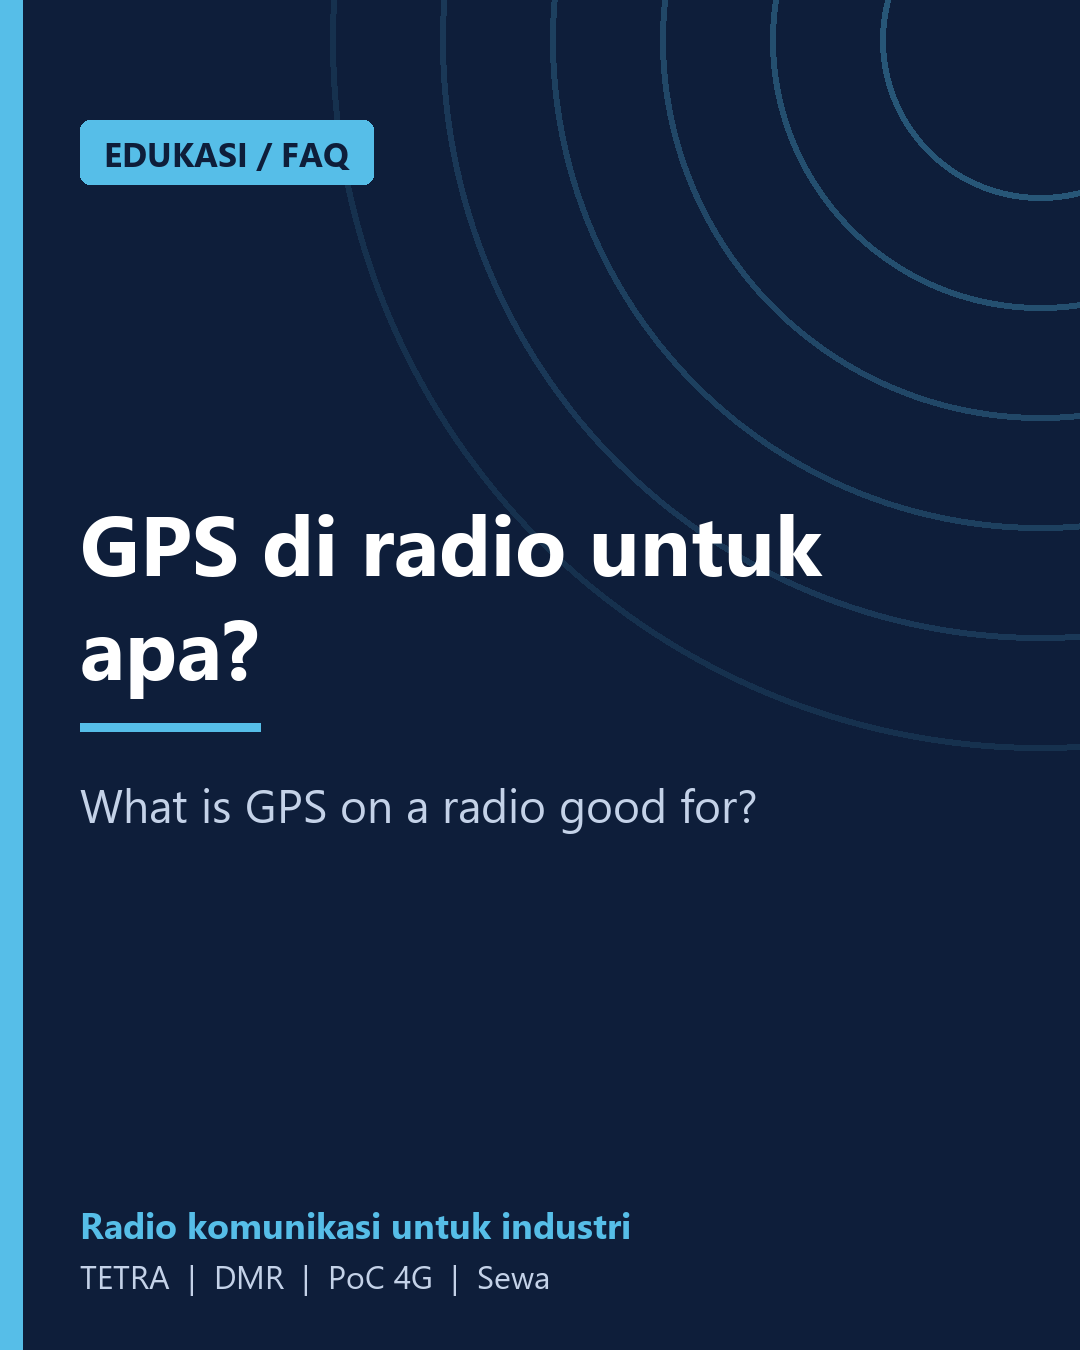 EDUKASI / FAQ
GPS di radio untuk
apa?
What is GPS on a radio good for?
Radio komunikasi untuk industri
TETRA | DMR | PoC 4G | Sewa